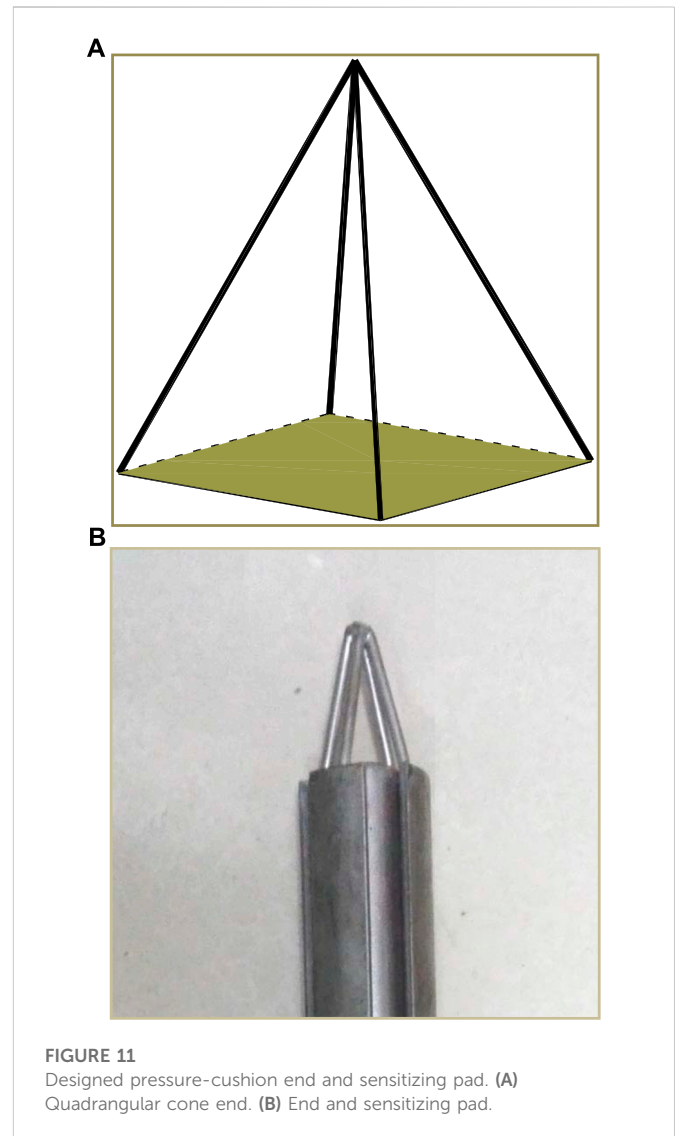 A
B
FIGURE 11
Designed pressure-cushion end and sensitizing pad. (A)
Quadrangular cone end. (B) End and sensitizing pad.